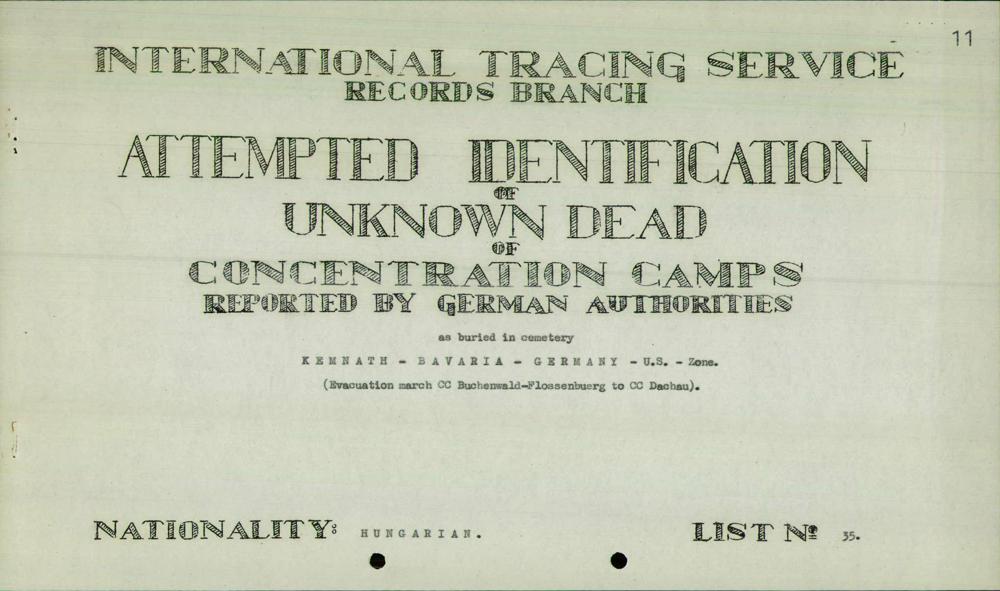 11
INTERNATIONAL TRACING SERVICE
RECORDS BRANCH
ATTEMPTED IDENTIFICATION
OF
UNKNOWN DEAD
OF
CONCENTRATION CAMPS
REPORTED BY GERMAN AUTHORITIES
as buried in cemetery
KEMNATH - BAVARIA - GERMANY - U.S. - Zone.
(Evacuation march CC Buchenwald-Flossenbuerg to CC Dachau).
NATIONALITY: HUNGARIAN. LIST Nº 35.